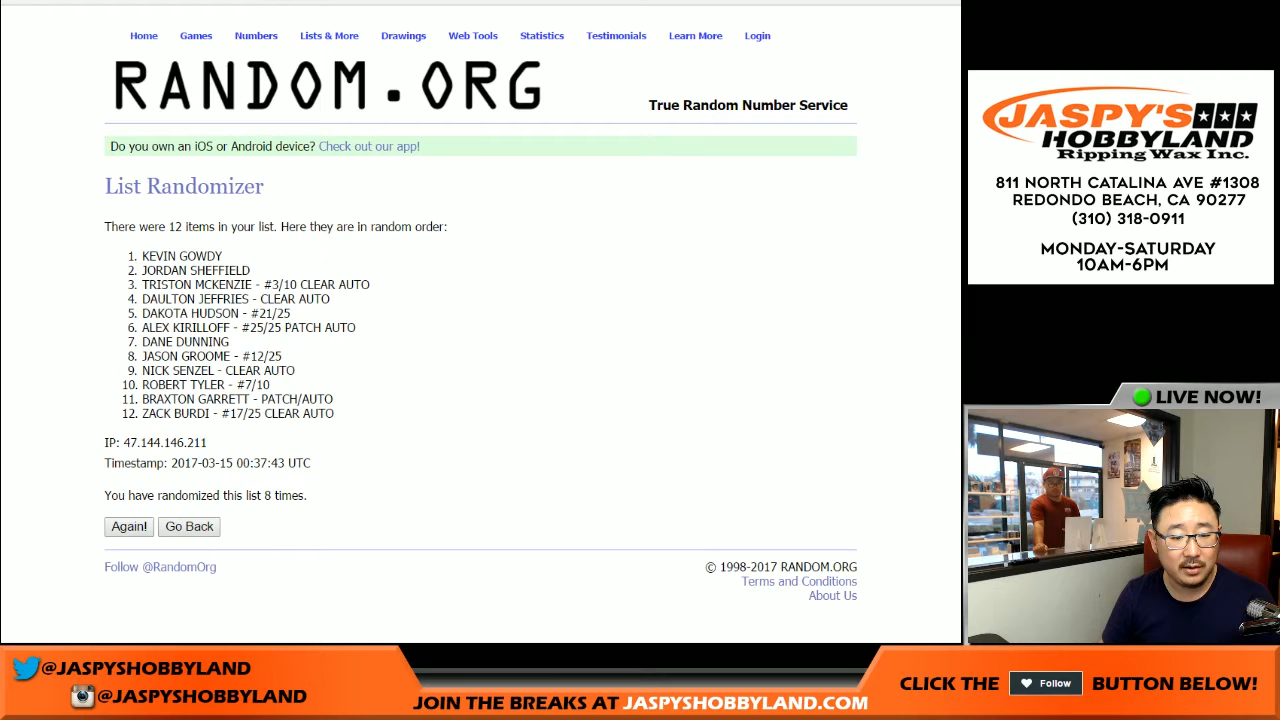 Home Games Numbers Lists & More Drawings Web Tools Statistics Testimonials Learn More Login
RANDOM.ORG
True Random Number Service
Do you own an iOS or Android device? Check out our app!
List Randomizer
There were 12 items in your list. Here they are in random order:
1. KEVIN GOWDY
2. JORDAN SHEFFIELD
3. TRISTON MCKENZIE - #3/10 CLEAR AUTO
4. DAULTON JEFFRIES - CLEAR AUTO
5. DAKOTA HUDSON - #21/25
6. ALEX KIRILLOFF - #25/25 PATCH AUTO
7. DANE DUNNING
8. JASON GROOME - #12/25
9. NICK SENZEL - CLEAR AUTO
10. ROBERT TYLER - #7/10
11. BRAXTON GARRETT - PATCH/AUTO
12. ZACK BURDI - #17/25 CLEAR AUTO
IP: 47.144.146.211
Timestamp: 2017-03-15 00:37:43 UTC
You have randomized this list 8 times.
Again! Go Back
Follow @RandomOrg
© 1998-2017 RANDOM.ORG
Terms and Conditions
About Us
JASPY'S
HOBBYLAND
Ripping Wax Inc.
811 NORTH CATALINA AVE #1308
REDONDO BEACH, CA 90277
(310) 318-0911
MONDAY-SATURDAY
10AM-6PM
LIVE NOW!
@JASPYSHOBBYLAND
@JASPYSHOBBYLAND
JOIN THE BREAKS AT JASPYSHOBBYLAND.COM
CLICK THE Follow BUTTON BELOW!